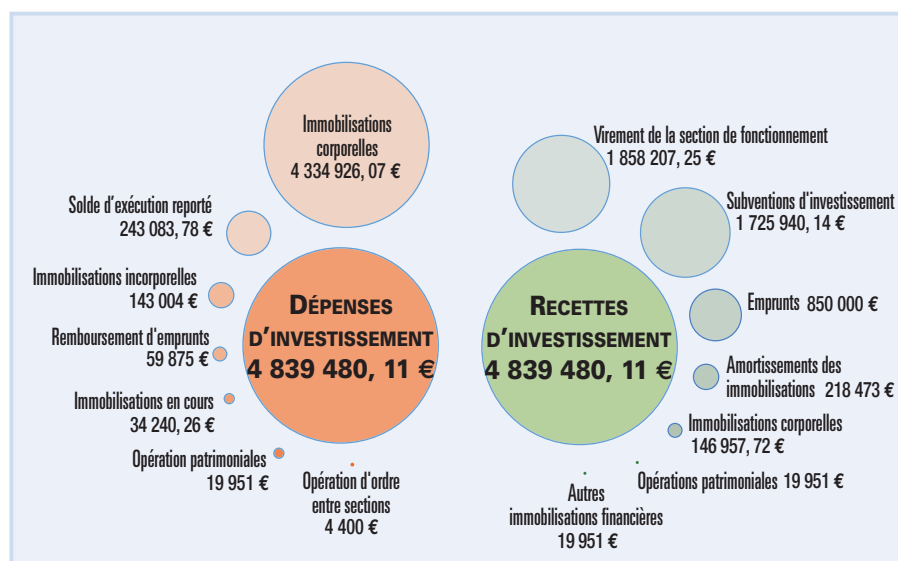 Immobilisations
corporelles
4 334 926, 07 €
Solde d'exécution reporté
243 083, 78 €
Immobilisations incorporelles
143 004 €
Remboursement d'emprunts
59 875 €
Immobilisations en cours
34 240, 26 €
Opération patrimoniales
19 951 €
Opération d'ordre
entre sections
4 400 €
DÉPENSES
D'INVESTISSEMENT
4 839 480, 11 €
Virement de la section de fonctionnement
1 858 207, 25 €
Subventions d'investissement
1 725 940, 14 €
Emprunts 850 000 €
Amortissements des
immobilisations 218 473 €
Immobilisations corporelles
146 957, 72 €
Opérations patrimoniales 19 951 €
Autres
immobilisations financières
19 951 €
RECETTES
D'INVESTISSEMENT
4 839 480, 11 €